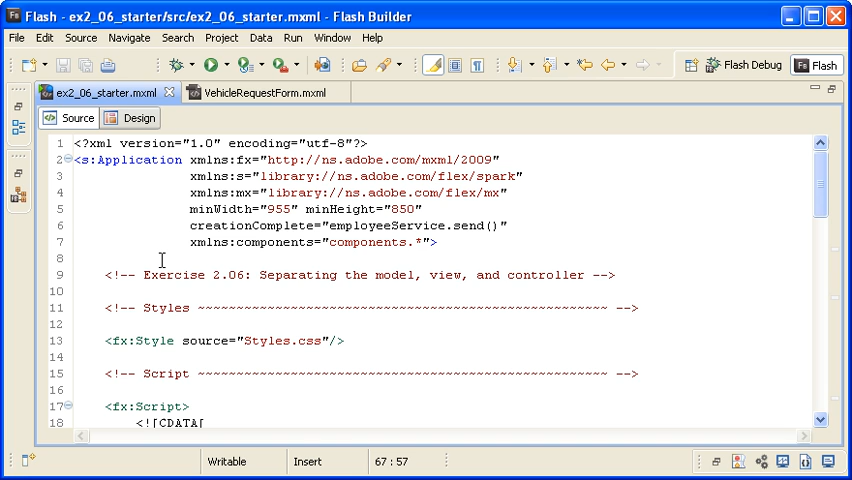 Flash - ex2_06_starter/src/ex2_06_starter.mxml - Flash Builder
File Edit Source Navigate Search Project Data Run Window Help
Flash Debug Flash
ex2_06_starter.mxml VehicleRequestForm.mxml
Source Design
1 <?xml version="1.0" encoding="utf-8"?>
2 <s:Application xmlns:fx="http://ns.adobe.com/mxml/2009"
3 xmlns:s="library://ns.adobe.com/flex/spark"
4 xmlns:mx="library://ns.adobe.com/flex/mx"
5 minWidth="955" minHeight="850"
6 creationComplete="employeeService.send()"
7 xmlns:components="components.*">
8
9 <!-- Exercise 2.06: Separating the model, view, and controller -->
10
11 <!-- Styles ~~~~~~~~~~~~~~~~~~~~~~~~~~~~~~~~~~~~~~~~~~~~~~~~~~~~~ -->
12
13 <fx:Style source="Styles.css"/>
14
15 <!-- Script ~~~~~~~~~~~~~~~~~~~~~~~~~~~~~~~~~~~~~~~~~~~~~~~~~~~~~ -->
16
17 <fx:Script>
18 <![CDATA[
Writable Insert 67 : 57